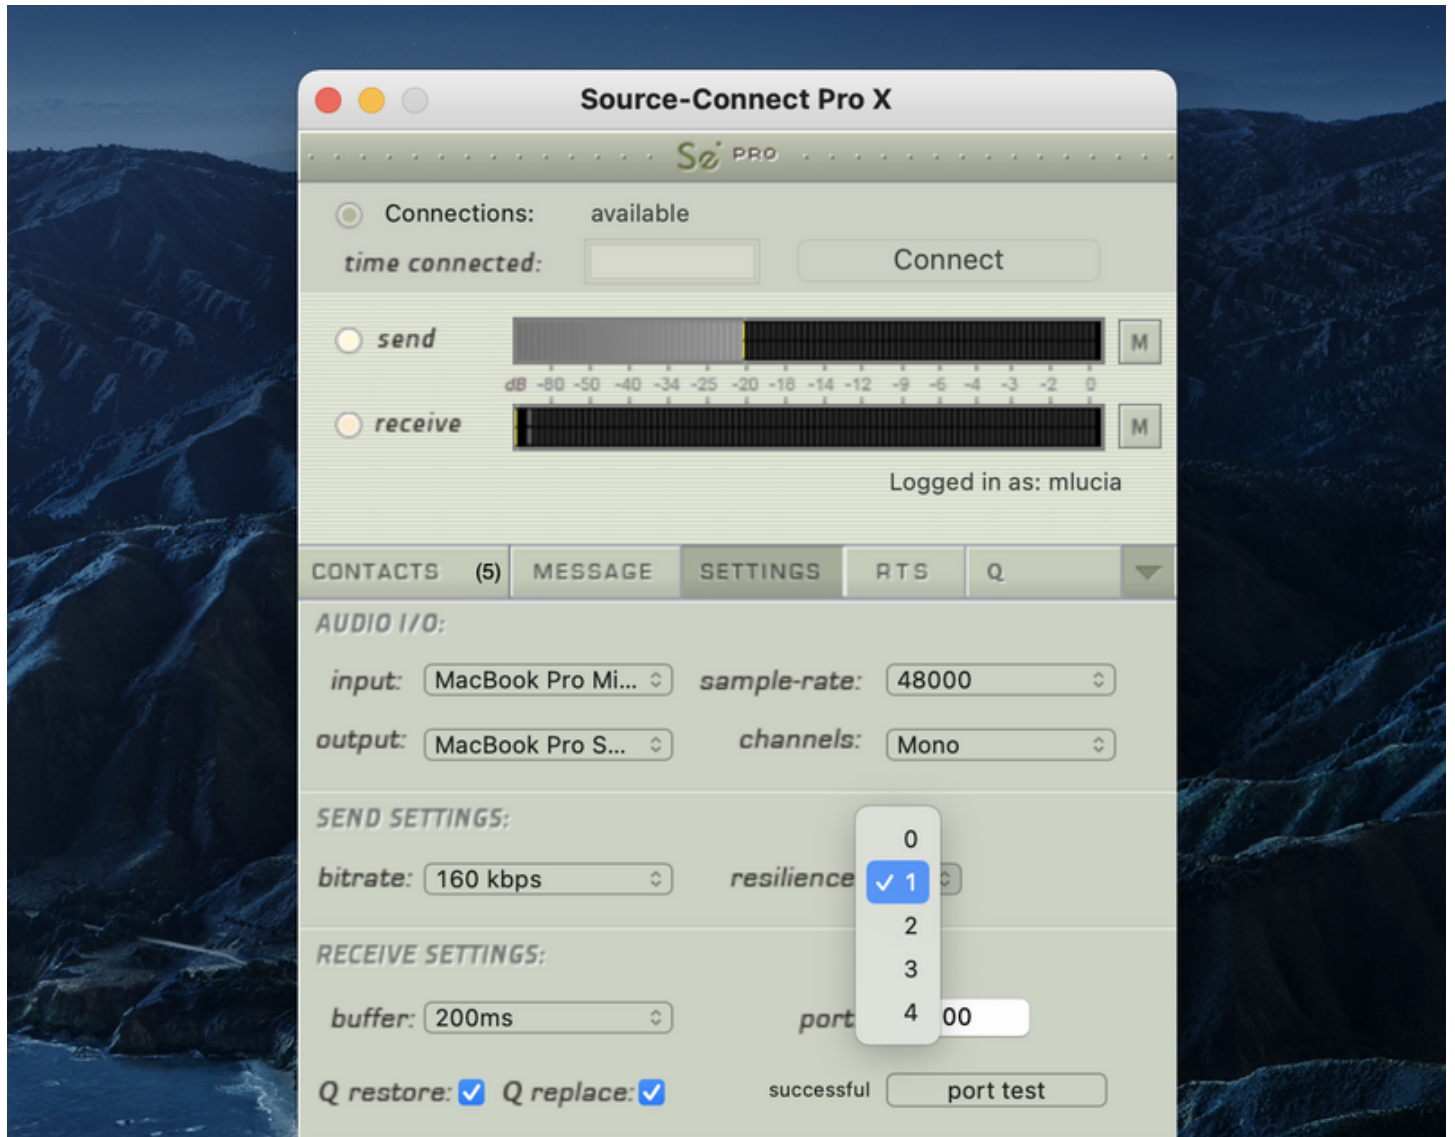 Source-Connect Pro X
Se PRO
Connections: available
time connected: Connect
send M
dB -80 -50 -40 -34 -25 -20 -18 -14 -12 -9 -6 -4 -3 -2 0
receive M
Logged in as: mlucia
CONTACTS (5) MESSAGE SETTINGS RTS Q
AUDIO I/O:
input: MacBook Pro Mi... sample-rate: 48000
output: MacBook Pro S... channels: Mono
SEND SETTINGS:
0
bitrate: 160 kbps resilience ✓ 1
2
RECEIVE SETTINGS:
3
buffer: 200ms port 4 00
Q restore: Q replace: successful port test